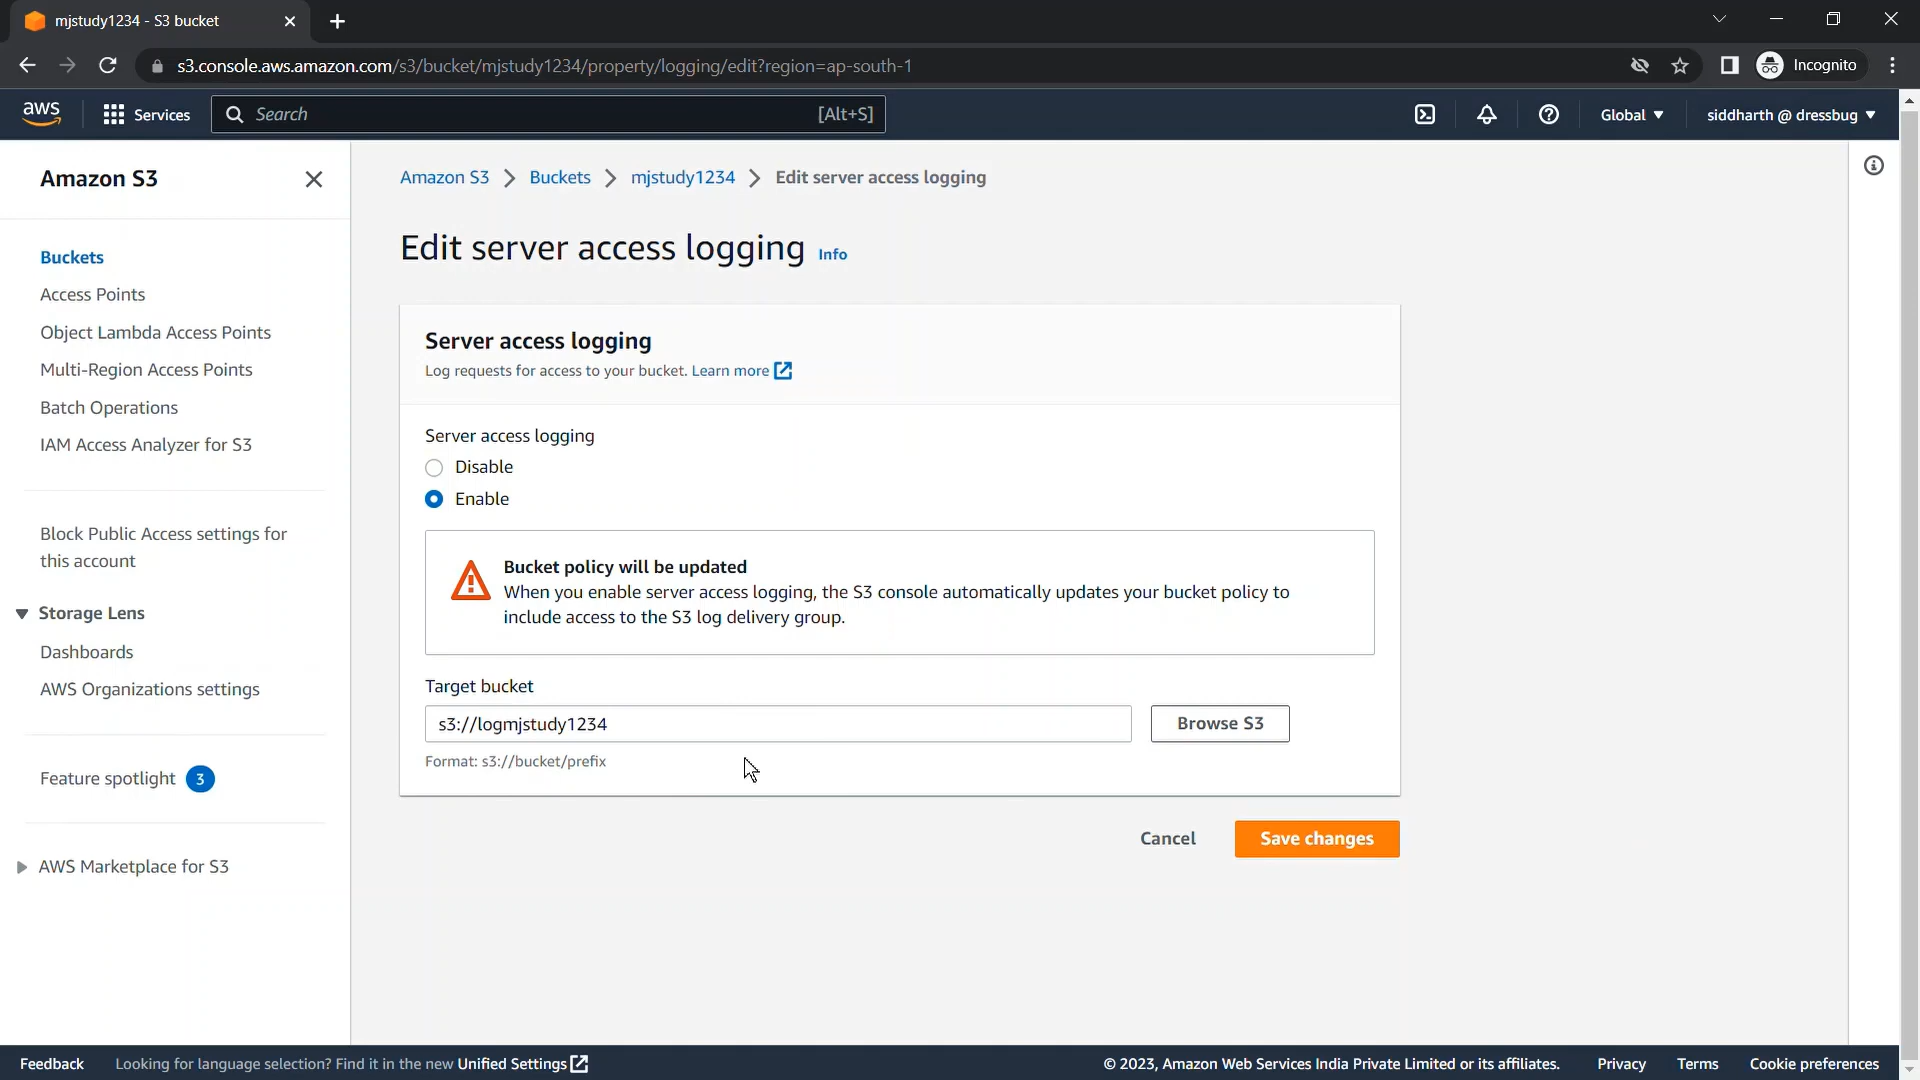 mjstudy1234 - S3 bucket
s3.console.aws.amazon.com/s3/bucket/mjstudy1234/property/logging/edit?region=ap-south-1
Incognito
aws
Services
Search
[Alt+S]
Global
siddharth @ dressbug
Amazon S3
Buckets
Access Points
Object Lambda Access Points
Multi-Region Access Points
Batch Operations
IAM Access Analyzer for S3
Block Public Access settings for
this account
Storage Lens
Dashboards
AWS Organizations settings
Feature spotlight 3
AWS Marketplace for S3
Amazon S3 > Buckets > mjstudy1234 > Edit server access logging
Edit server access logging Info
Server access logging
Log requests for access to your bucket. Learn more
Server access logging
Disable
Enable
Bucket policy will be updated
When you enable server access logging, the S3 console automatically updates your bucket policy to
include access to the S3 log delivery group.
Target bucket
s3://logmjstudy1234
Browse S3
Format: s3://bucket/prefix
Cancel
Save changes
Feedback
Looking for language selection? Find it in the new Unified Settings
© 2023, Amazon Web Services India Private Limited or its affiliates.
Privacy
Terms
Cookie preferences